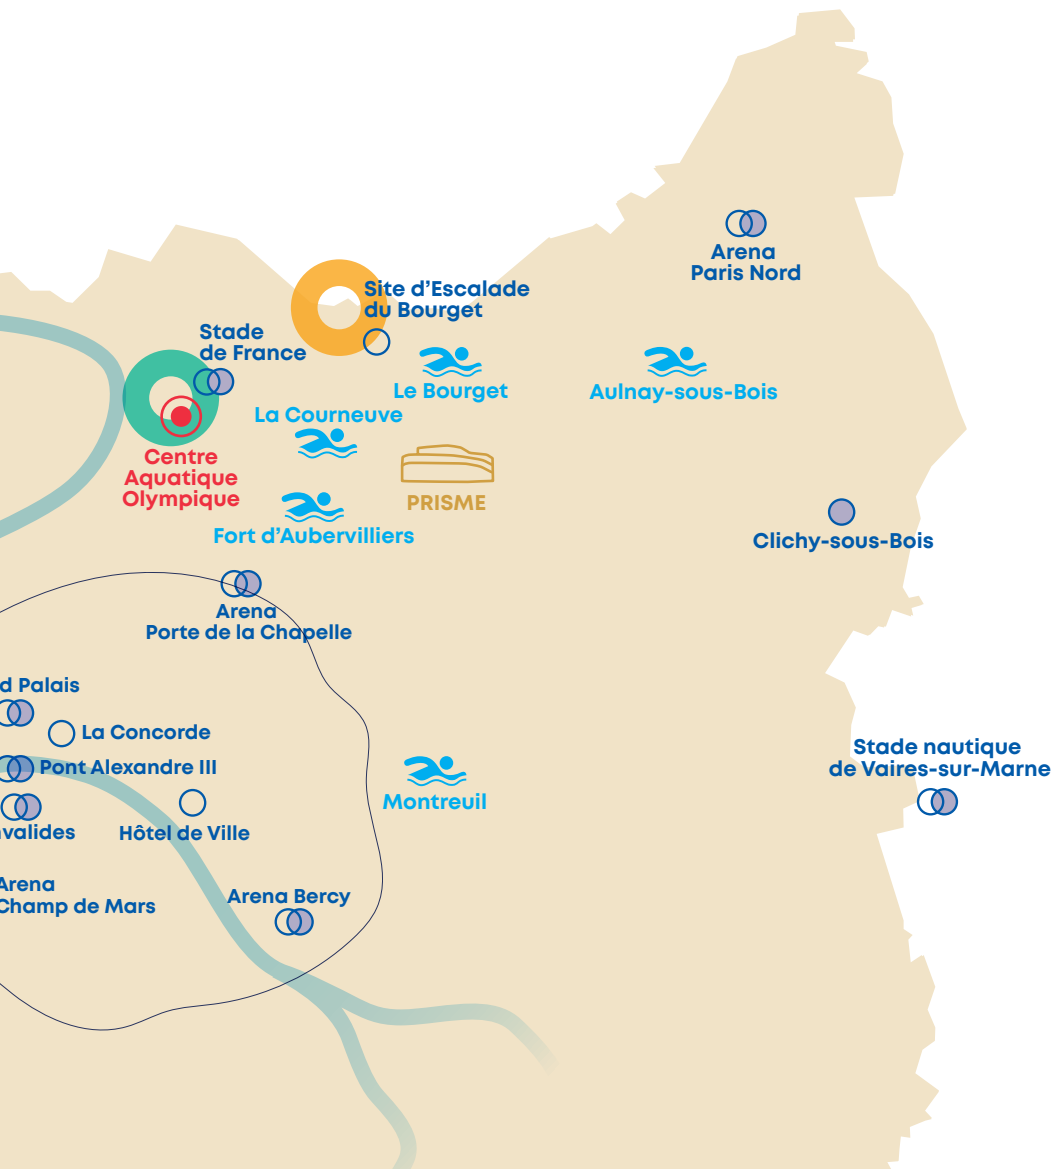 Arena
Paris Nord
Site d’Escalade
du Bourget
Stade
de France
Le Bourget
Aulnay-sous-Bois
La Courneuve
Centre
Aquatique
Olympique
PRISME
Fort d’Aubervilliers
Clichy-sous-Bois
Arena
Porte de la Chapelle
d Palais
La Concorde
Stade nautique
de Vaires-sur-Marne
Pont Alexandre III
Montreuil
nvalides
Hôtel de Ville
Arena
Champ de Mars
Arena Bercy